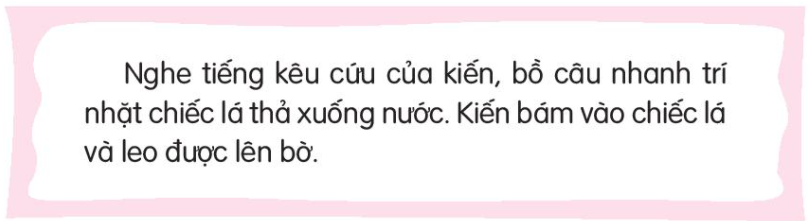 Nghe tiếng kêu cứu của kiến, bồ câu nhanh trí
nhặt chiếc lá thả xuống nước. Kiến bám vào chiếc lá
và leo được lên bờ.